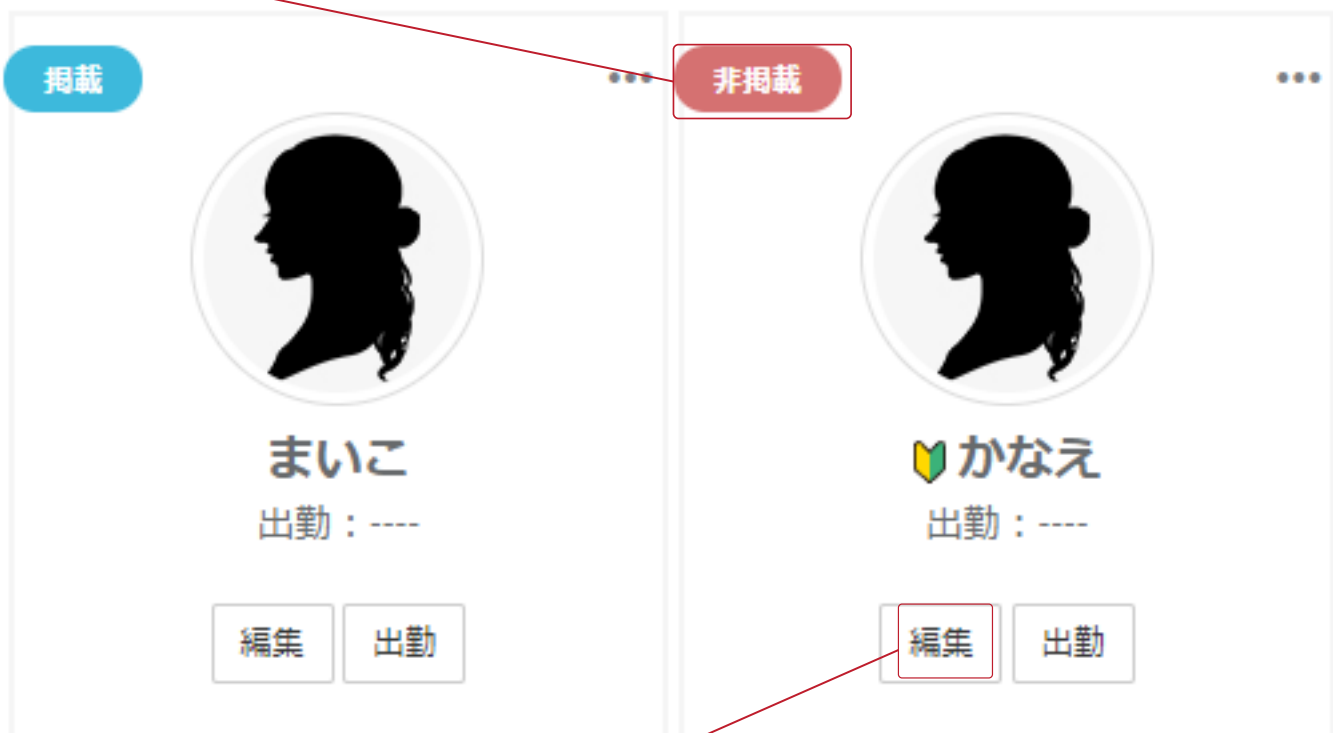 掲載
•••
非掲載
•••
まいこ
出勤：----
編集
出勤
🔰かなえ
出勤：----
編集
出勤